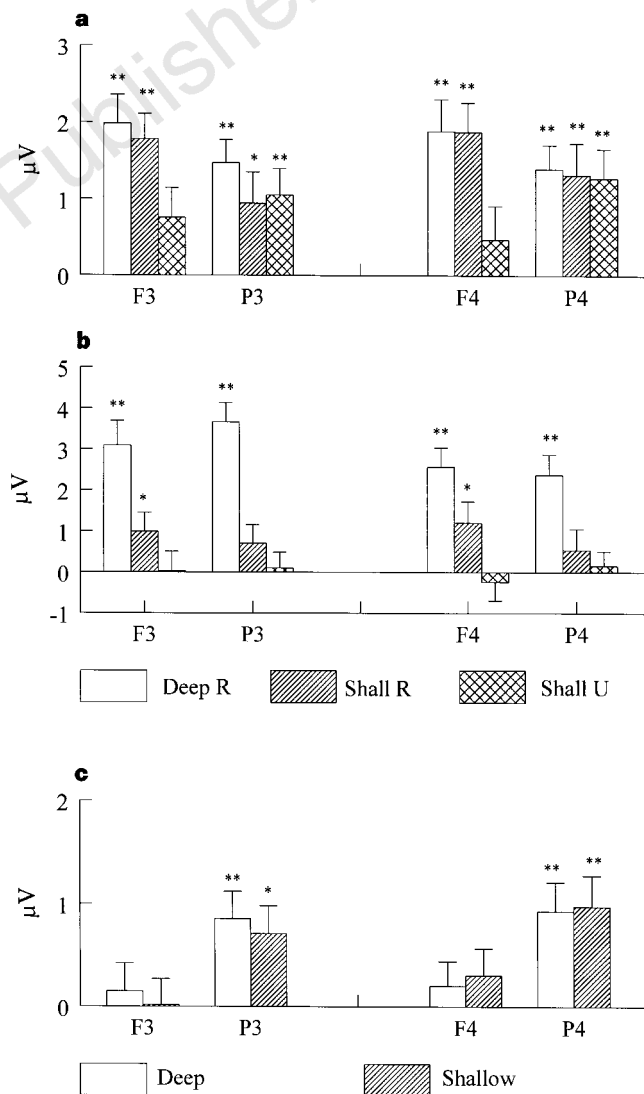 Publisher
a
3
2
1
0
µV
** ** ** * ** ** ** ** ** **
F3 P3 F4 P4
b
5
4
3
2
1
0
-1
µV
** * ** ** * **
F3 P3 F4 P4
Deep R Shall R Shall U
c
2
1
0
µV
** * ** **
F3 P3 F4 P4
Deep Shallow